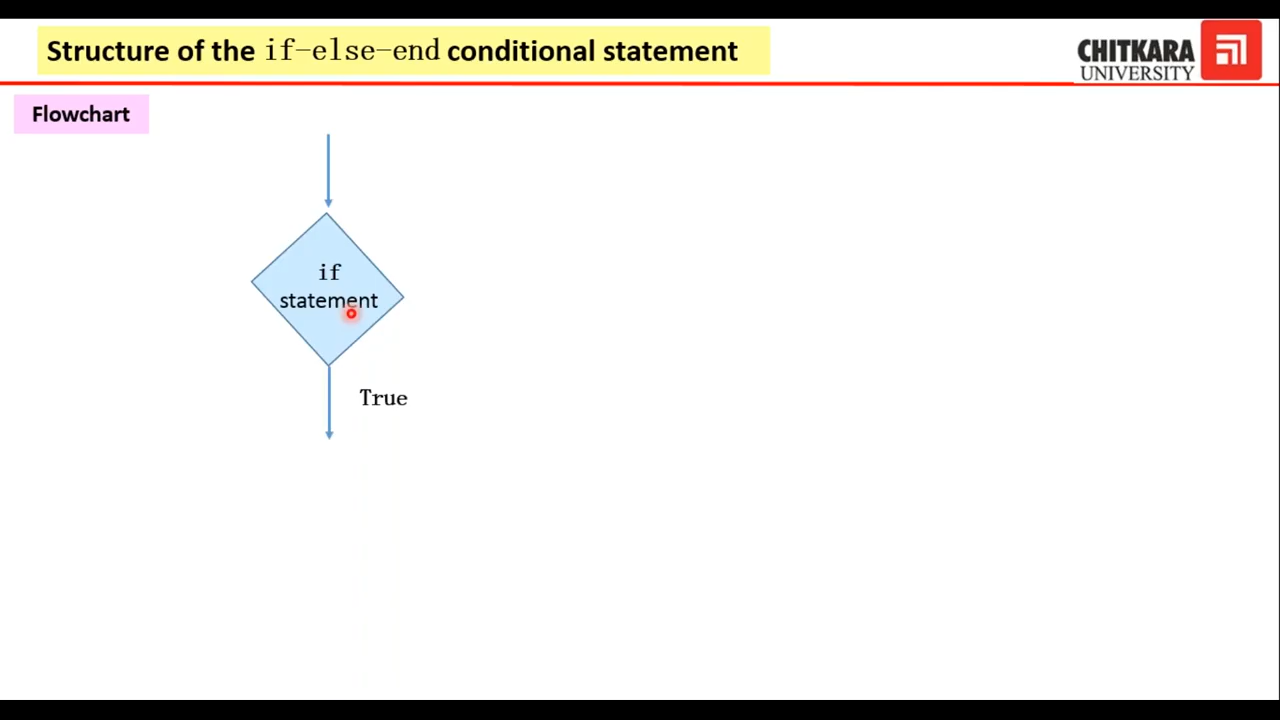 Structure of the if-else-end conditional statement
CHITKARA
UNIVERSITY
Flowchart
if
statement
True